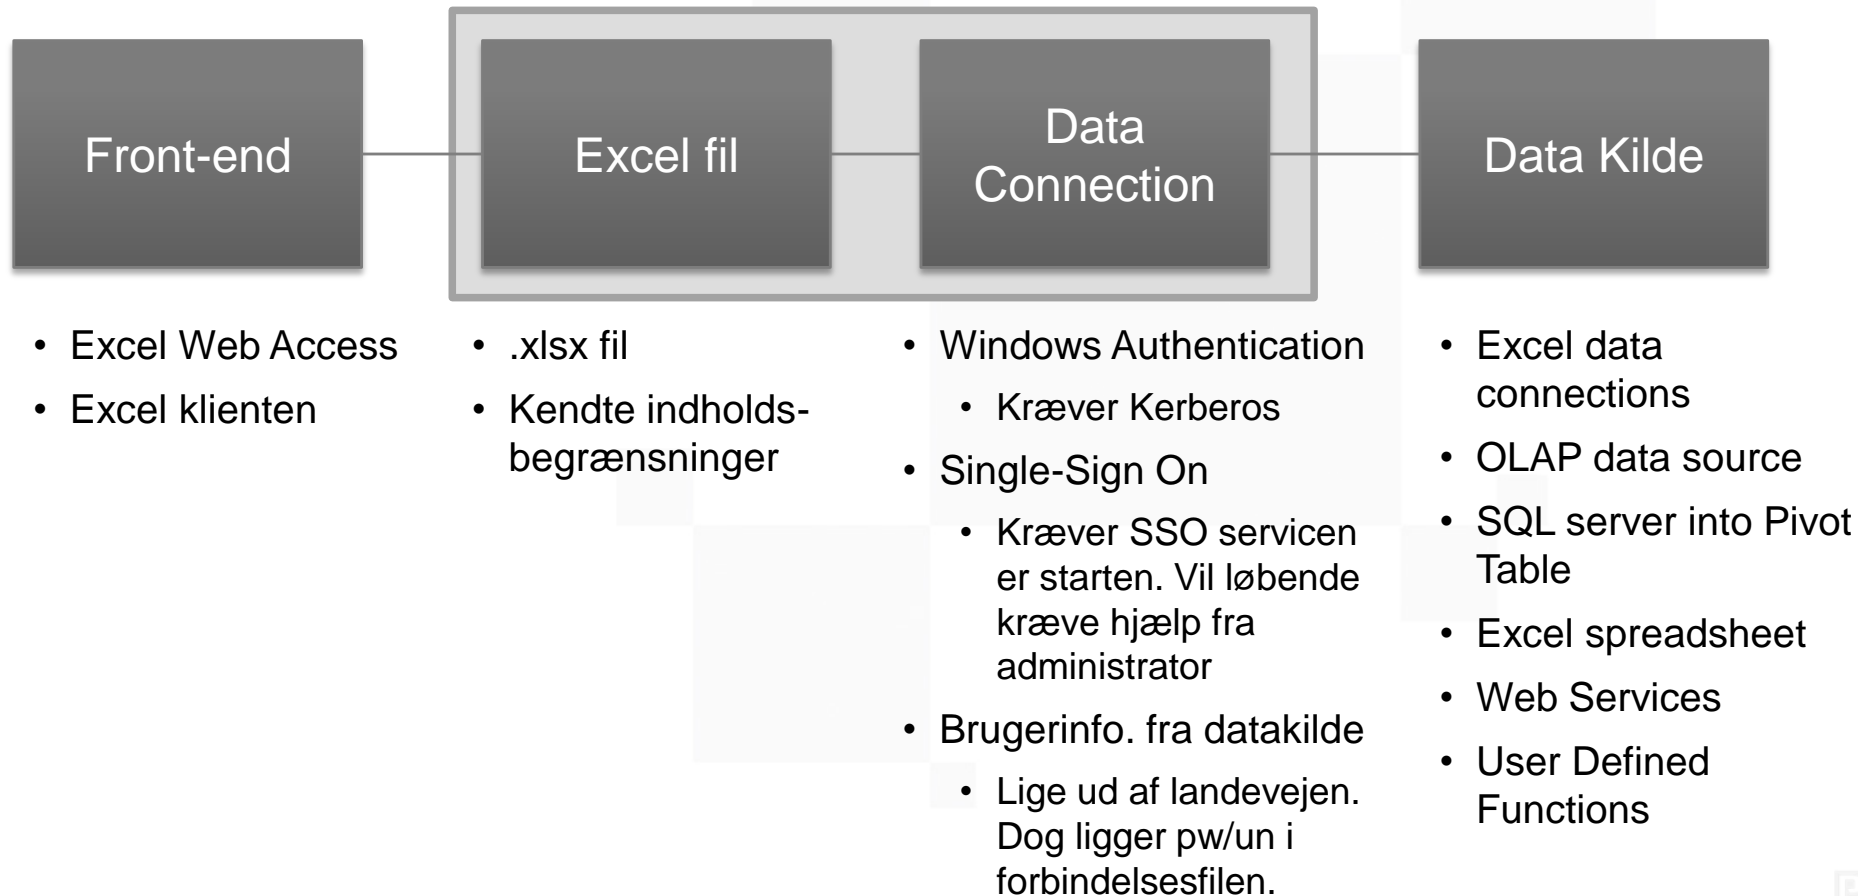 Front-end
Excel fil
Data
Connection
Data Kilde
• Excel Web Access
• Excel klienten
• .xlsx fil
• Kendte indholds-
begrænsninger
• Windows Authentication
• Kræver Kerberos
• Single-Sign On
• Kræver SSO servicen
er starten. Vil løbende
kræve hjælp fra
administrator
• Brugerinfo. fra datakilde
• Lige ud af landevejen.
Dog ligger pw/un i
forbindelsesfilen.
• Excel data
connections
• OLAP data source
• SQL server into Pivot
Table
• Excel spreadsheet
• Web Services
• User Defined
Functions